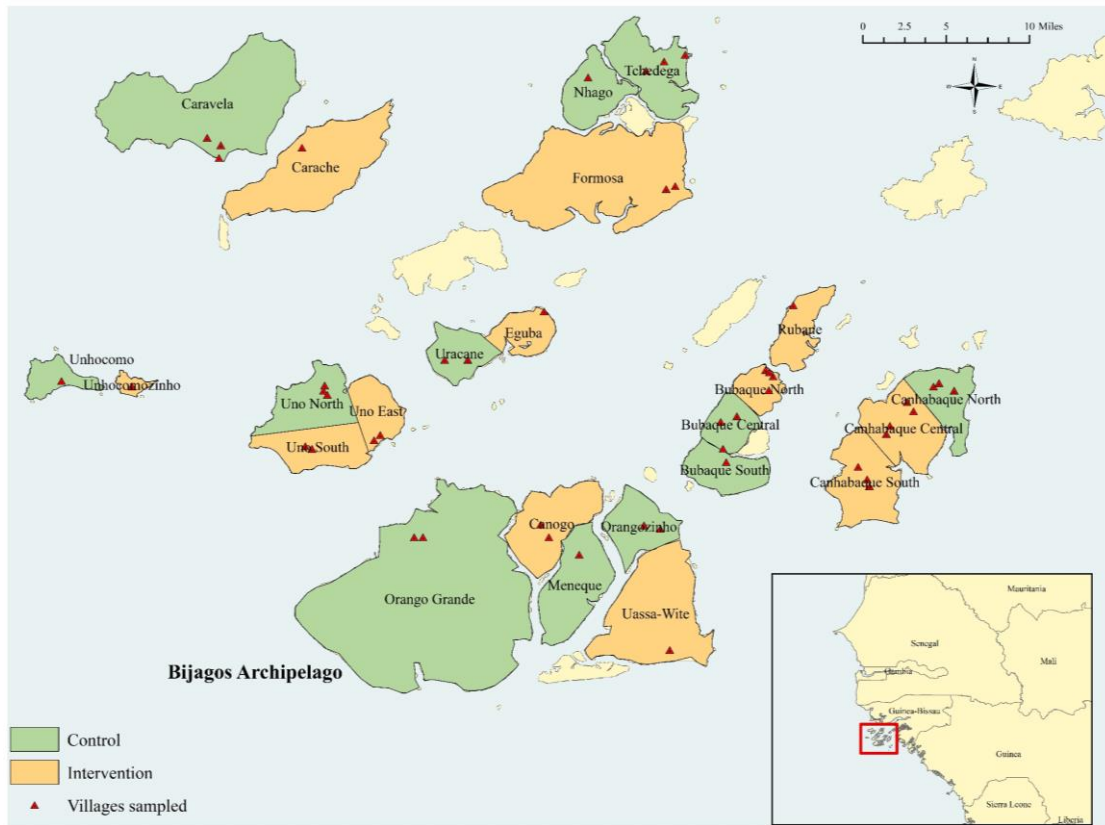 0 2.5 5 10 Miles
N
Tchedega
Nhago
Caravela
Carache
Formosa
Eguba
Rubane
Uracane
Unhocomo
Unhocomozinho
Bubaque North
Uno North
Uno East
Canhabaque North
Bubaque Central
Canhabaque Central
Uno South
Bubaque South
Canhabaque South
Canogo
Orangozinho
Meneque
Orango Grande
Uassa-Wite
Bijagos Archipelago
Control
Intervention
Villages sampled
Mauritania
Senegal
Mali
Gambia
Guinea-Bissau
Guinea
Sierra Leone
Liberia